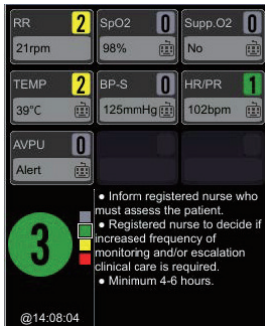 RR 2 SpO2 0 Supp.O2 0
21rpm 98% No
TEMP 2 BP-S 0 HR/PR 1
39°C 125mmHg 102bpm
AVPU 0
Alert
3
@14:08:04
• Inform registered nurse who
must assess the patient.
• Registered nurse to decide if
increased frequency of
monitoring and/or escalation
clinical care is required.
• Minimum 4-6 hours.